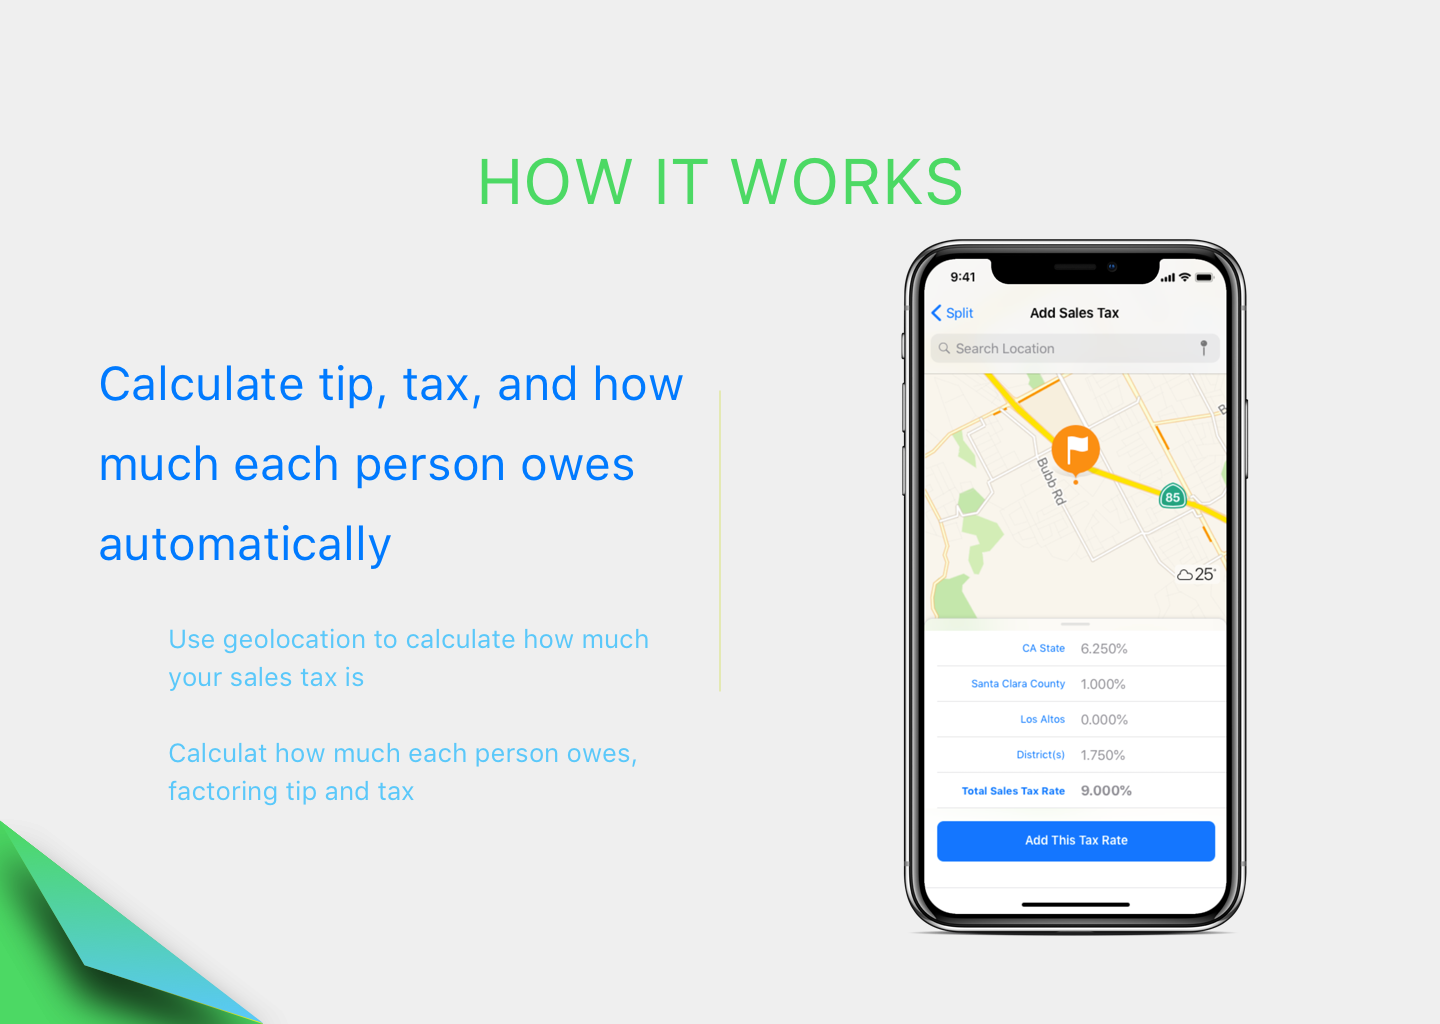 HOW IT WORKS
Calculate tip, tax, and how
much each person owes
automatically
Use geolocation to calculate how much
your sales tax is
Calculat how much each person owes,
factoring tip and tax
9:41
Split
Add Sales Tax
Search Location
B
Bubb Rd
85
25°
CA State 6.250%
Santa Clara County 1.000%
Los Altos 0.000%
District(s) 1.750%
Total Sales Tax Rate 9.000%
Add This Tax Rate